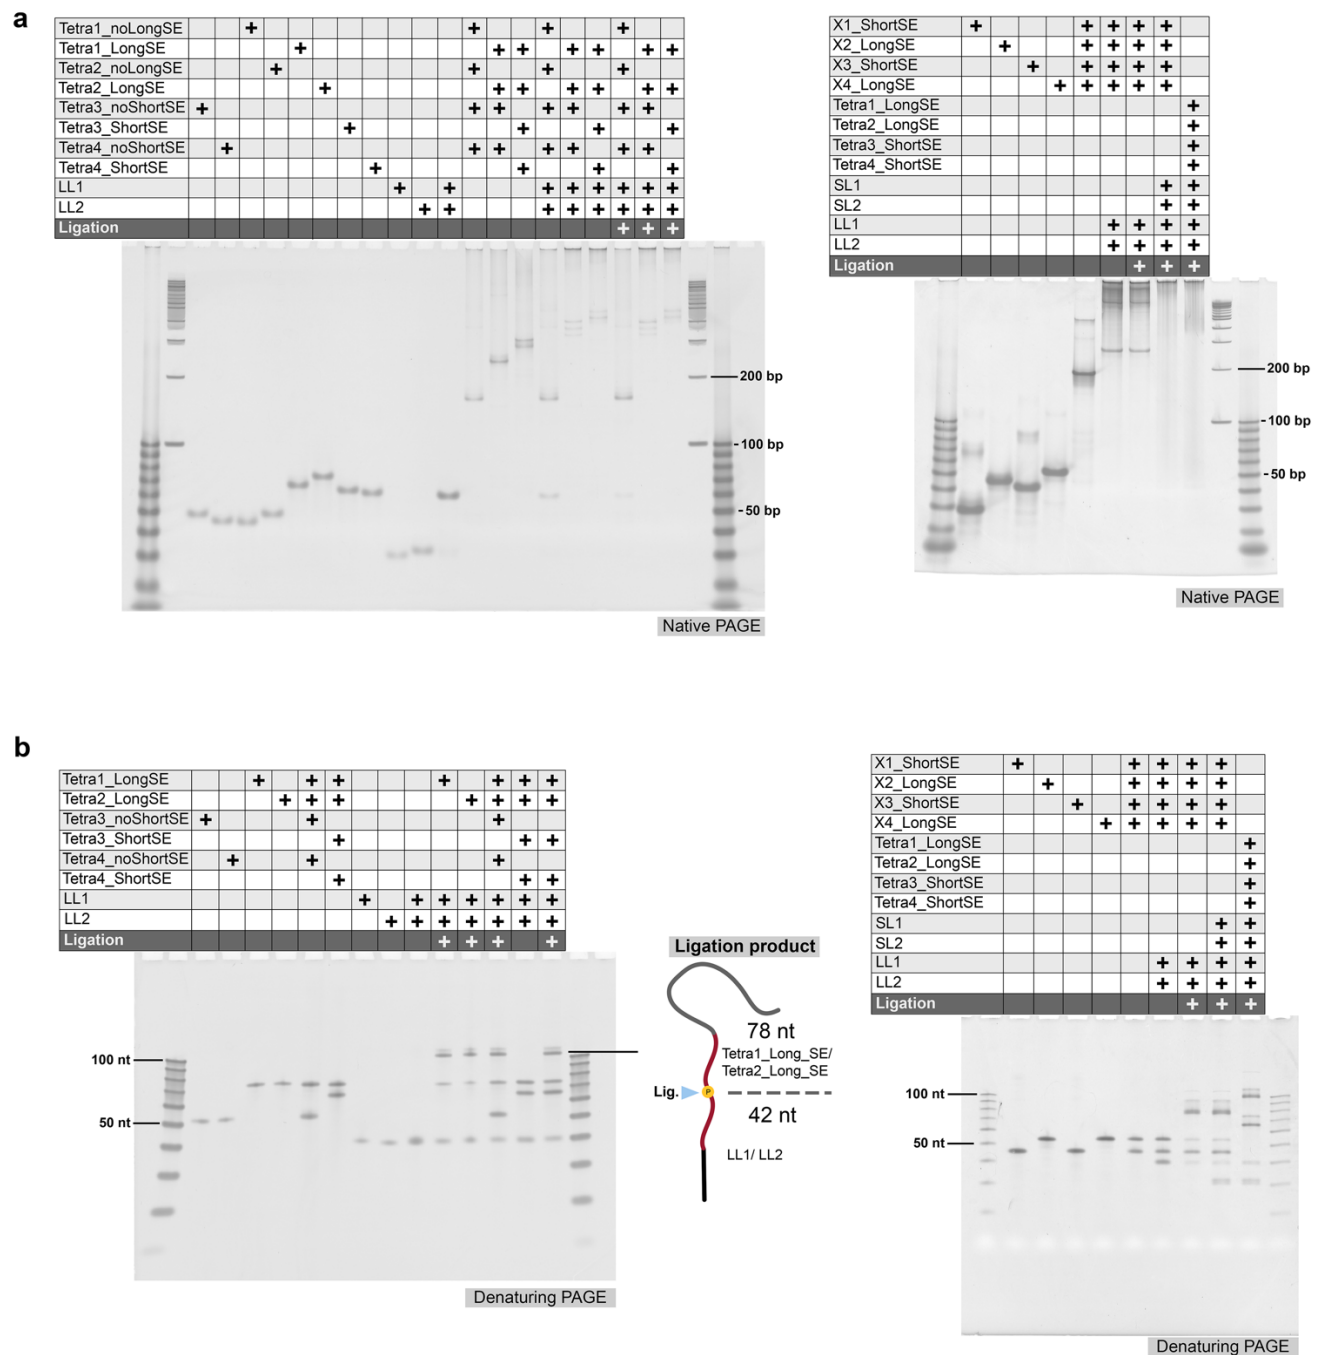 a
Tetra1_noLongSE
Tetra1_LongSE
Tetra2_noLongSE
Tetra2_LongSE
Tetra3_noShortSE
Tetra3_ShortSE
Tetra4_noShortSE
Tetra4_ShortSE
LL1
LL2
Ligation
200 bp
100 bp
50 bp
Native PAGE
X1_ShortSE
X2_LongSE
X3_ShortSE
X4_LongSE
Tetra1_LongSE
Tetra2_LongSE
Tetra3_ShortSE
Tetra4_ShortSE
SL1
SL2
LL1
LL2
Ligation
200 bp
100 bp
50 bp
Native PAGE
b
Tetra1_LongSE
Tetra2_LongSE
Tetra3_noShortSE
Tetra3_ShortSE
Tetra4_noShortSE
Tetra4_ShortSE
LL1
LL2
Ligation
100 nt
50 nt
Denaturing PAGE
Ligation product
78 nt
Tetra1_Long_SE/
Tetra2_Long_SE
Lig.
P
42 nt
LL1/ LL2
X1_ShortSE
X2_LongSE
X3_ShortSE
X4_LongSE
Tetra1_LongSE
Tetra2_LongSE
Tetra3_ShortSE
Tetra4_ShortSE
SL1
SL2
LL1
LL2
Ligation
100 nt
50 nt
Denaturing PAGE